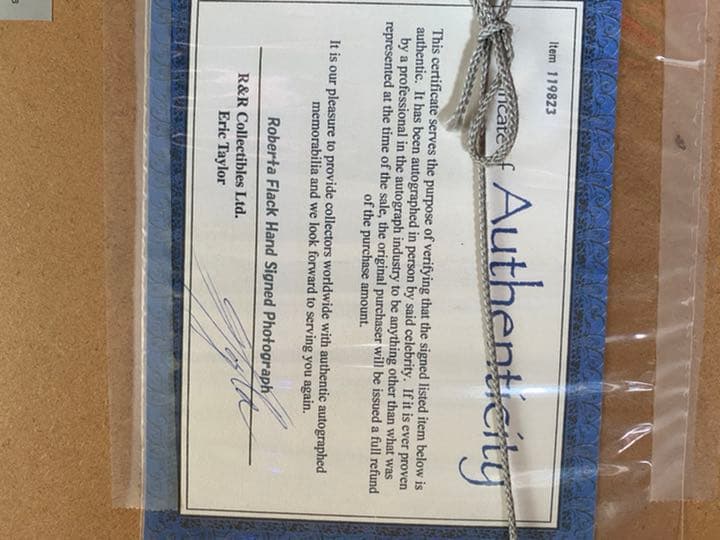 Item 119823
Authenticity
This certificate serves the purpose of verifying that the signed listed item below is
authentic. It has been autographed in person by said celebrity. If it is ever proven
by a professional in the autograph industry to be anything other than what was
represented at the time of the sale, the original purchaser will be issued a full refund
of the purchase amount.
It is our pleasure to provide collectors worldwide with authentic autographed
memorabilia and we look forward to serving you again.
Roberta Flack Hand Signed Photograph
R&R Collectibles Ltd.
Eric Taylor